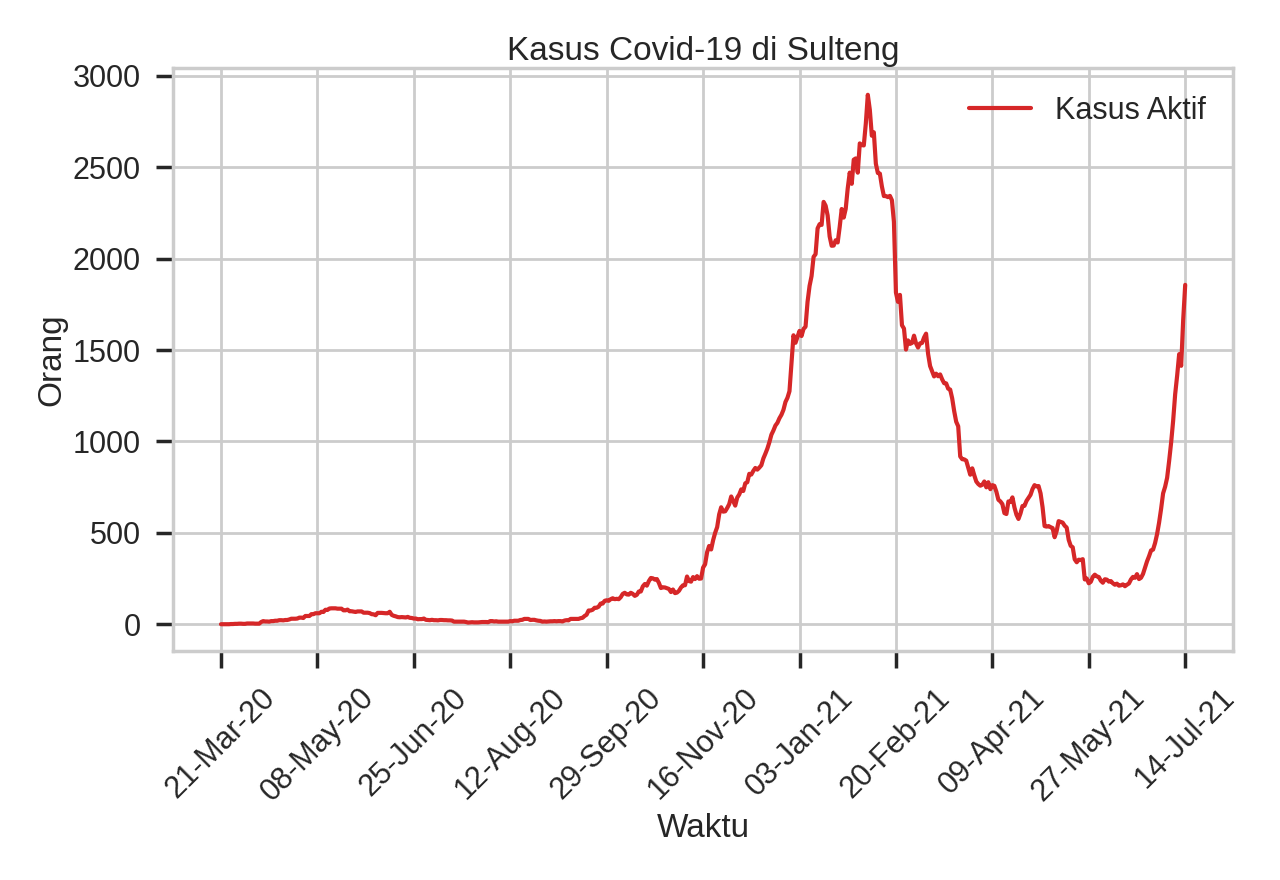 Kasus Covid-19 di Sulteng
Kasus Aktif
3000
2500
2000
1500
1000
500
0
Orang
21-Mar-20
08-May-20
25-Jun-20
12-Aug-20
29-Sep-20
16-Nov-20
03-Jan-21
20-Feb-21
09-Apr-21
27-May-21
14-Jul-21
Waktu